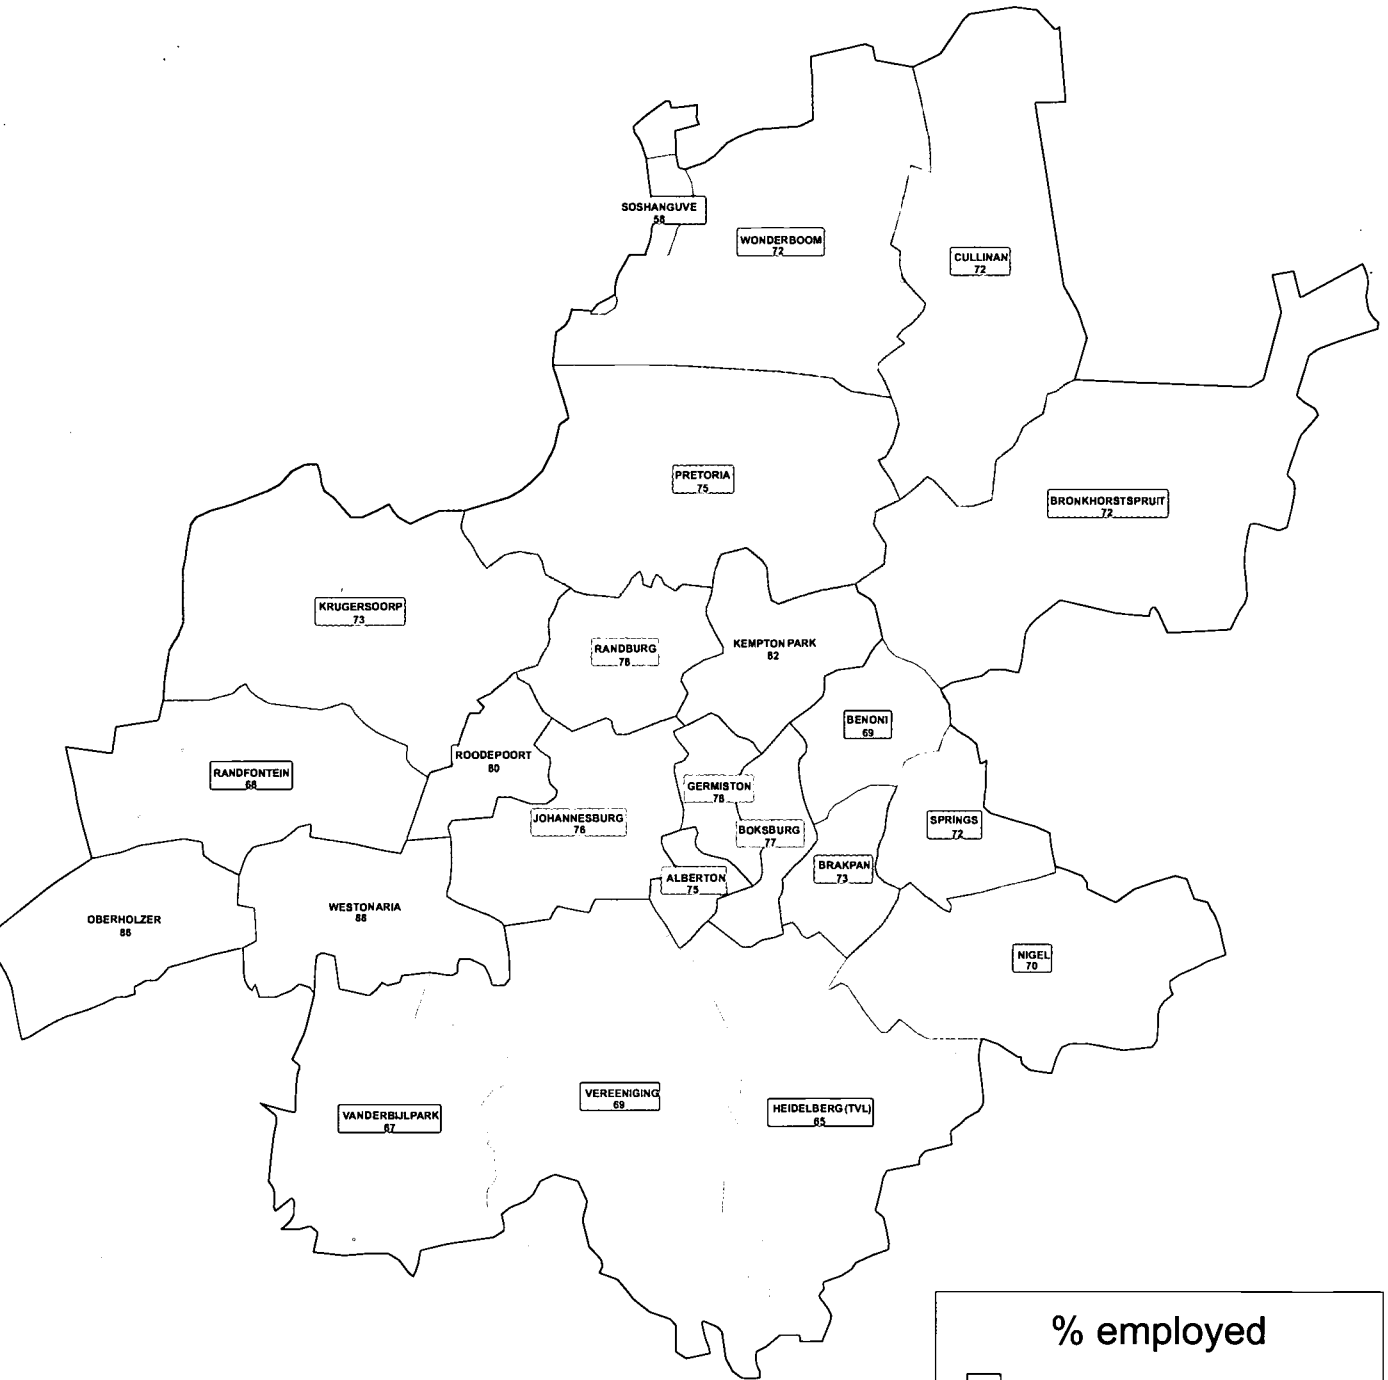 SOSHANGUVE
58
WONDERBOOM
72
CULLINAN
72
PRETORIA
75
BRONKHORSTSPRUIT
72
KRUGERSDORP
73
RANDBURG
78
KEMPTON PARK
82
BENONI
69
ROODEPOORT
80
RANDFONTEIN
68
GERMISTON
78
JOHANNESBURG
76
BOKSBURG
77
SPRINGS
72
BRAKPAN
73
ALBERTON
75
WESTONARIA
88
OBERHOLZER
86
NIGEL
70
VEREENIGING
69
VANDERBIJLPARK
67
HEIDELBERG (TVL)
65
% employed